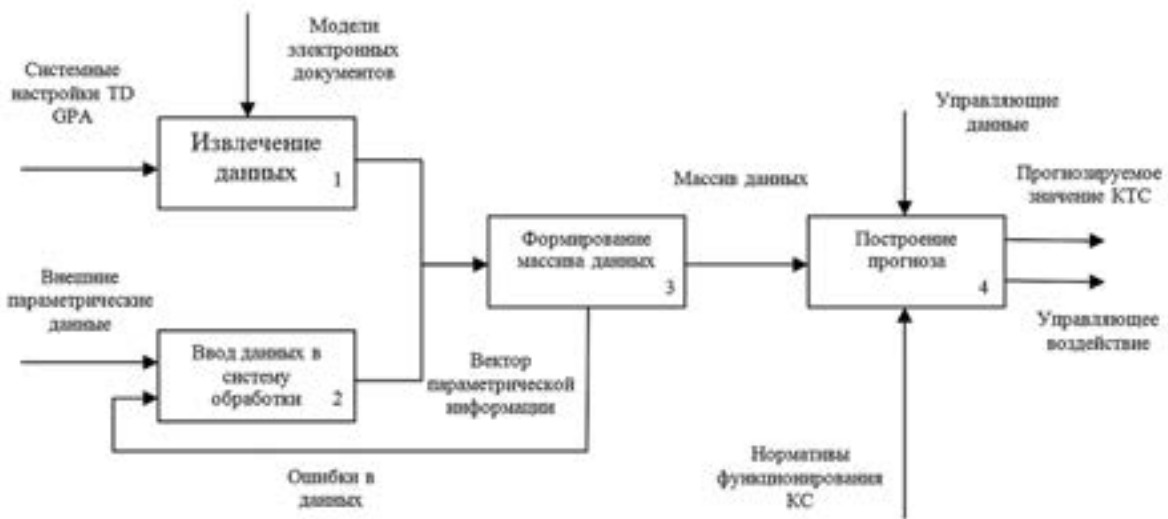 Модели
электронных
документов
Системные
настройки TD
GPA
Извлечение
данных
1
Управляющие
данные
Массив данных
Прогнозируемое
значение КТС
Формирование
массива данных
3
Построение
прогноза
4
Внешние
параметрические
данные
Управляющее
воздействие
Ввод данных в
систему
обработки
2
Вектор
параметрической
информации
Ошибки в
данных
Нормативы
функционирования
КС